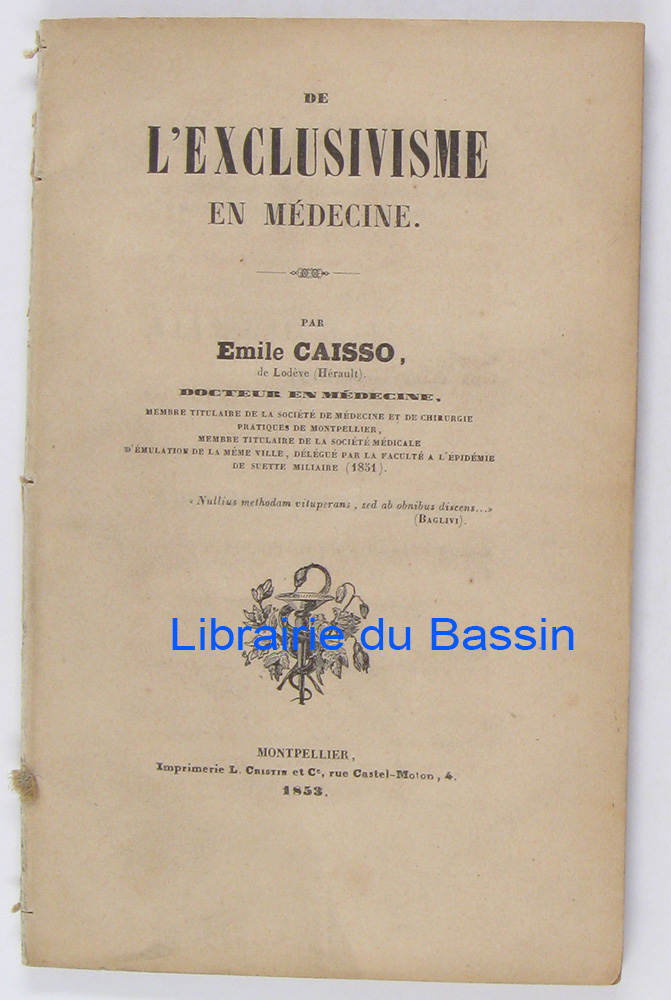 DE
L'EXCLUSIVISME
EN MÉDECINE.
PAR
Emile CAISSO,
de Lodève (Hérault).
DOCTEUR EN MÉDECINE,
MEMBRE TITULAIRE DE LA SOCIÉTÉ DE MÉDECINE ET DE CHIRURGIE
PRATIQUES DE MONTPELLIER,
MEMBRE TITULAIRE DE LA SOCIÉTÉ MÉDICALE
D'ÉMULATION DE LA MÊME VILLE, DÉLÉGUÉ PAR LA FACULTÉ A L'ÉPIDÉMIE
DE SUETTE MILIAIRE (1851).
« Nullius methodam vituperans, sed ab obnibus discens...»
(BAGLIVI).
Librairie du Bassin
MONTPELLIER,
Imprimerie L. CRISTIN et Ce, rue Castel-Moton, 4.
1853.